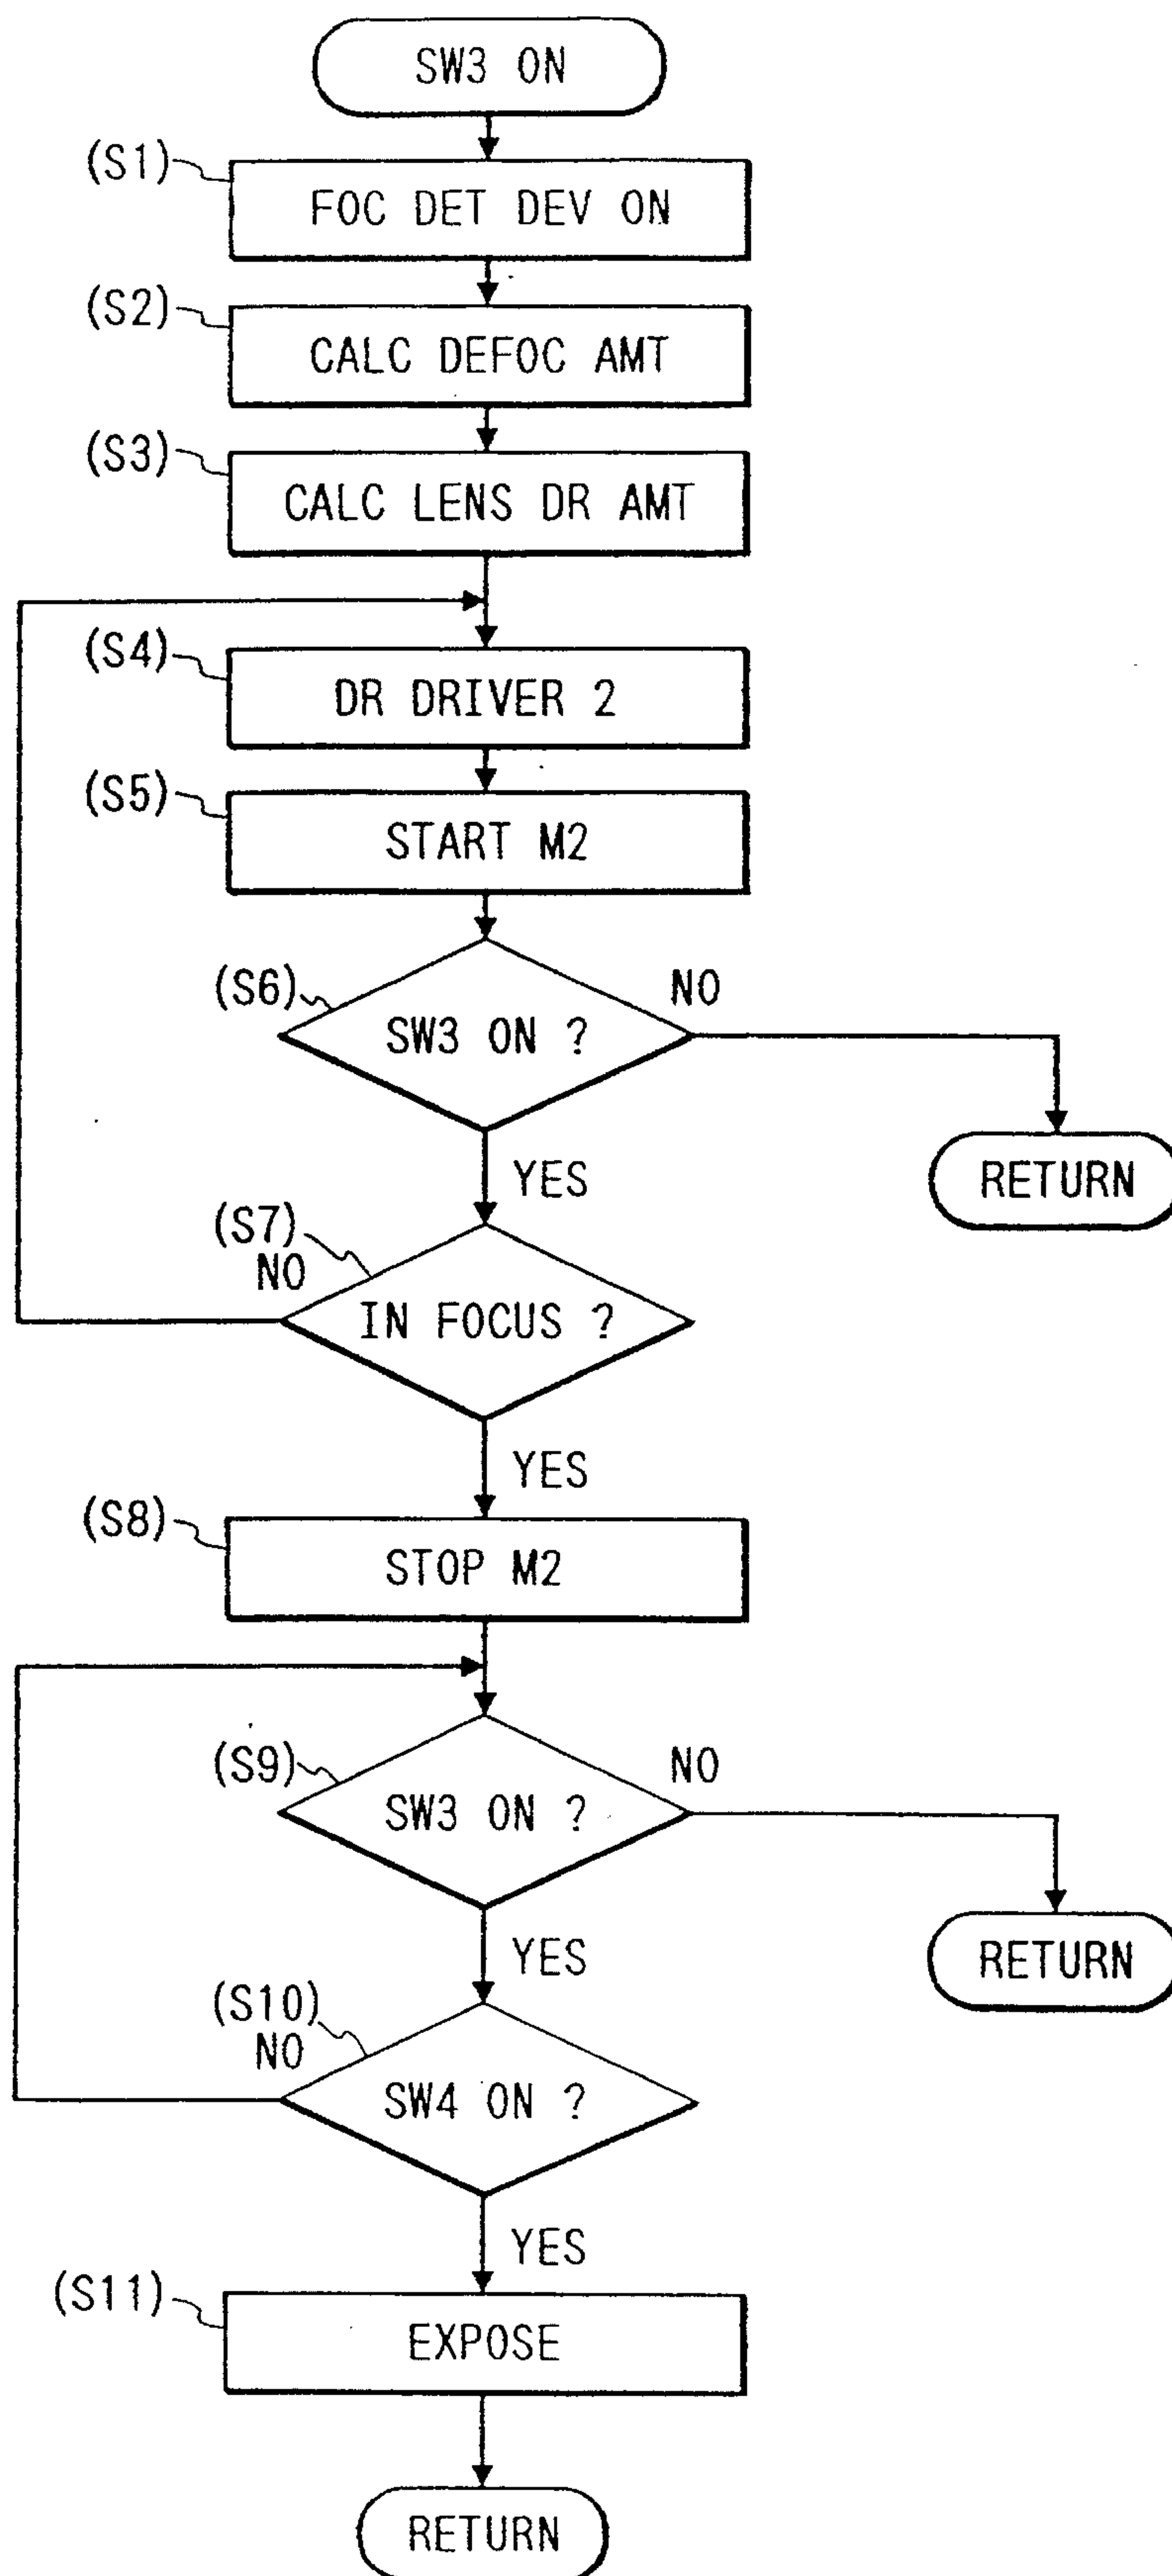 SW3 ON
(S1)
FOC DET DEV ON
(S2)
CALC DEFOC AMT
(S3)
CALC LENS DR AMT
(S4)
DR DRIVER 2
(S5)
START M2
(S6)
NO
SW3 ON ?
RETURN
YES
(S7)
NO
IN FOCUS ?
YES
(S8)
STOP M2
(S9)
NO
SW3 ON ?
RETURN
YES
(S10)
NO
SW4 ON ?
YES
(S11)
EXPOSE
RETURN